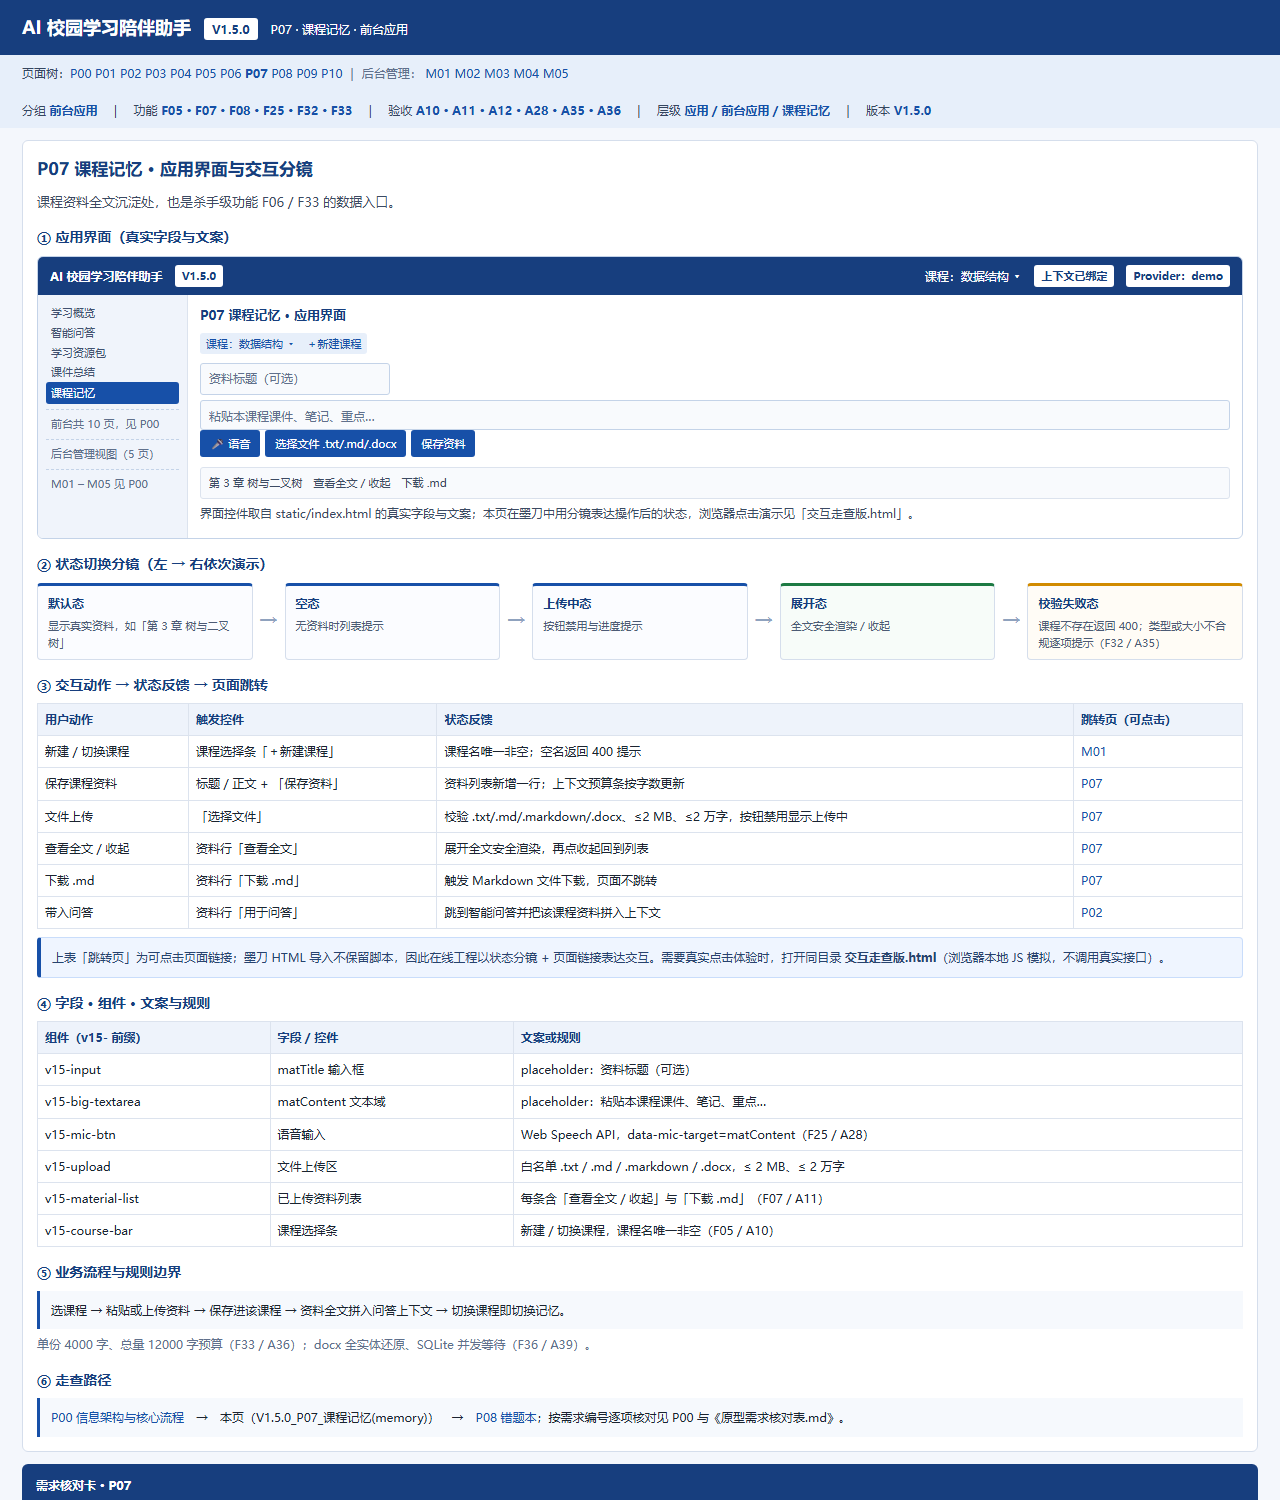 AI 校园学习陪伴助手 V1.5.0 P07 · 课程记忆 · 前台应用
页面树：P00 P01 P02 P03 P04 P05 P06 P07 P08 P09 P10 | 后台管理： M01 M02 M03 M04 M05
分组 前台应用 | 功能 F05 • F07 • F08 • F25 • F32 • F33 | 验收 A10 • A11 • A12 • A28 • A35 • A36 | 层级 应用 / 前台应用 / 课程记忆 | 版本 V1.5.0
P07 课程记忆 • 应用界面与交互分镜
课程资料全文沉淀处，也是杀手级功能 F06 / F33 的数据入口。
① 应用界面（真实字段与文案）
AI 校园学习陪伴助手 V1.5.0 课程：数据结构 ▾ 上下文已绑定 Provider：demo
学习概览
智能问答
学习资源包
课件总结
课程记忆
前台共 10 页，见 P00
后台管理视图（5 页）
M01 – M05 见 P00
P07 课程记忆 • 应用界面
课程：数据结构 ▾ ＋新建课程
资料标题（可选）
粘贴本课程课件、笔记、重点…
🎤 语音 选择文件 .txt/.md/.docx 保存资料
第 3 章 树与二叉树 查看全文 / 收起 下载 .md
界面控件取自 static/index.html 的真实字段与文案；本页在墨刀中用分镜表达操作后的状态，浏览器点击演示见「交互走查版.html」。
② 状态切换分镜（左 → 右依次演示）
默认态
显示真实资料，如「第 3 章 树与二叉
树」
→
空态
无资料时列表提示
→
上传中态
按钮禁用与进度提示
→
展开态
全文安全渲染 / 收起
→
校验失败态
课程不存在返回 400；类型或大小不合
规逐项提示（F32 / A35）
③ 交互动作 → 状态反馈 → 页面跳转
用户动作 触发控件 状态反馈 跳转页（可点击）
新建 / 切换课程 课程选择条「＋新建课程」 课程名唯一非空；空名返回 400 提示 M01
保存课程资料 标题 / 正文 + 「保存资料」 资料列表新增一行；上下文预算条按字数更新 P07
文件上传 「选择文件」 校验 .txt/.md/.markdown/.docx、≤2 MB、≤2 万字，按钮禁用显示上传中 P07
查看全文 / 收起 资料行「查看全文」 展开全文安全渲染，再点收起回到列表 P07
下载 .md 资料行「下载 .md」 触发 Markdown 文件下载，页面不跳转 P07
带入问答 资料行「用于问答」 跳到智能问答并把该课程资料拼入上下文 P02
上表「跳转页」为可点击页面链接；墨刀 HTML 导入不保留脚本，因此在线工程以状态分镜 + 页面链接表达交互。需要真实点击体验时，打开同目录 交互走查版.html（浏览器本地 JS 模拟，不调用真实接口）。
④ 字段 • 组件 • 文案与规则
组件（v15- 前缀） 字段 / 控件 文案或规则
v15-input matTitle 输入框 placeholder：资料标题（可选）
v15-big-textarea matContent 文本域 placeholder：粘贴本课程课件、笔记、重点…
v15-mic-btn 语音输入 Web Speech API，data-mic-target=matContent（F25 / A28）
v15-upload 文件上传区 白名单 .txt / .md / .markdown / .docx，≤ 2 MB、≤ 2 万字
v15-material-list 已上传资料列表 每条含「查看全文 / 收起」与「下载 .md」（F07 / A11）
v15-course-bar 课程选择条 新建 / 切换课程，课程名唯一非空（F05 / A10）
⑤ 业务流程与规则边界
选课程 → 粘贴或上传资料 → 保存进该课程 → 资料全文拼入问答上下文 → 切换课程即切换记忆。
单份 4000 字、总量 12000 字预算（F33 / A36）；docx 全实体还原、SQLite 并发等待（F36 / A39）。
⑥ 走查路径
P00 信息架构与核心流程 → 本页（V1.5.0_P07_课程记忆(memory)） → P08 错题本；按需求编号逐项核对见 P00 与《原型需求核对表.md》。
需求核对卡 • P07